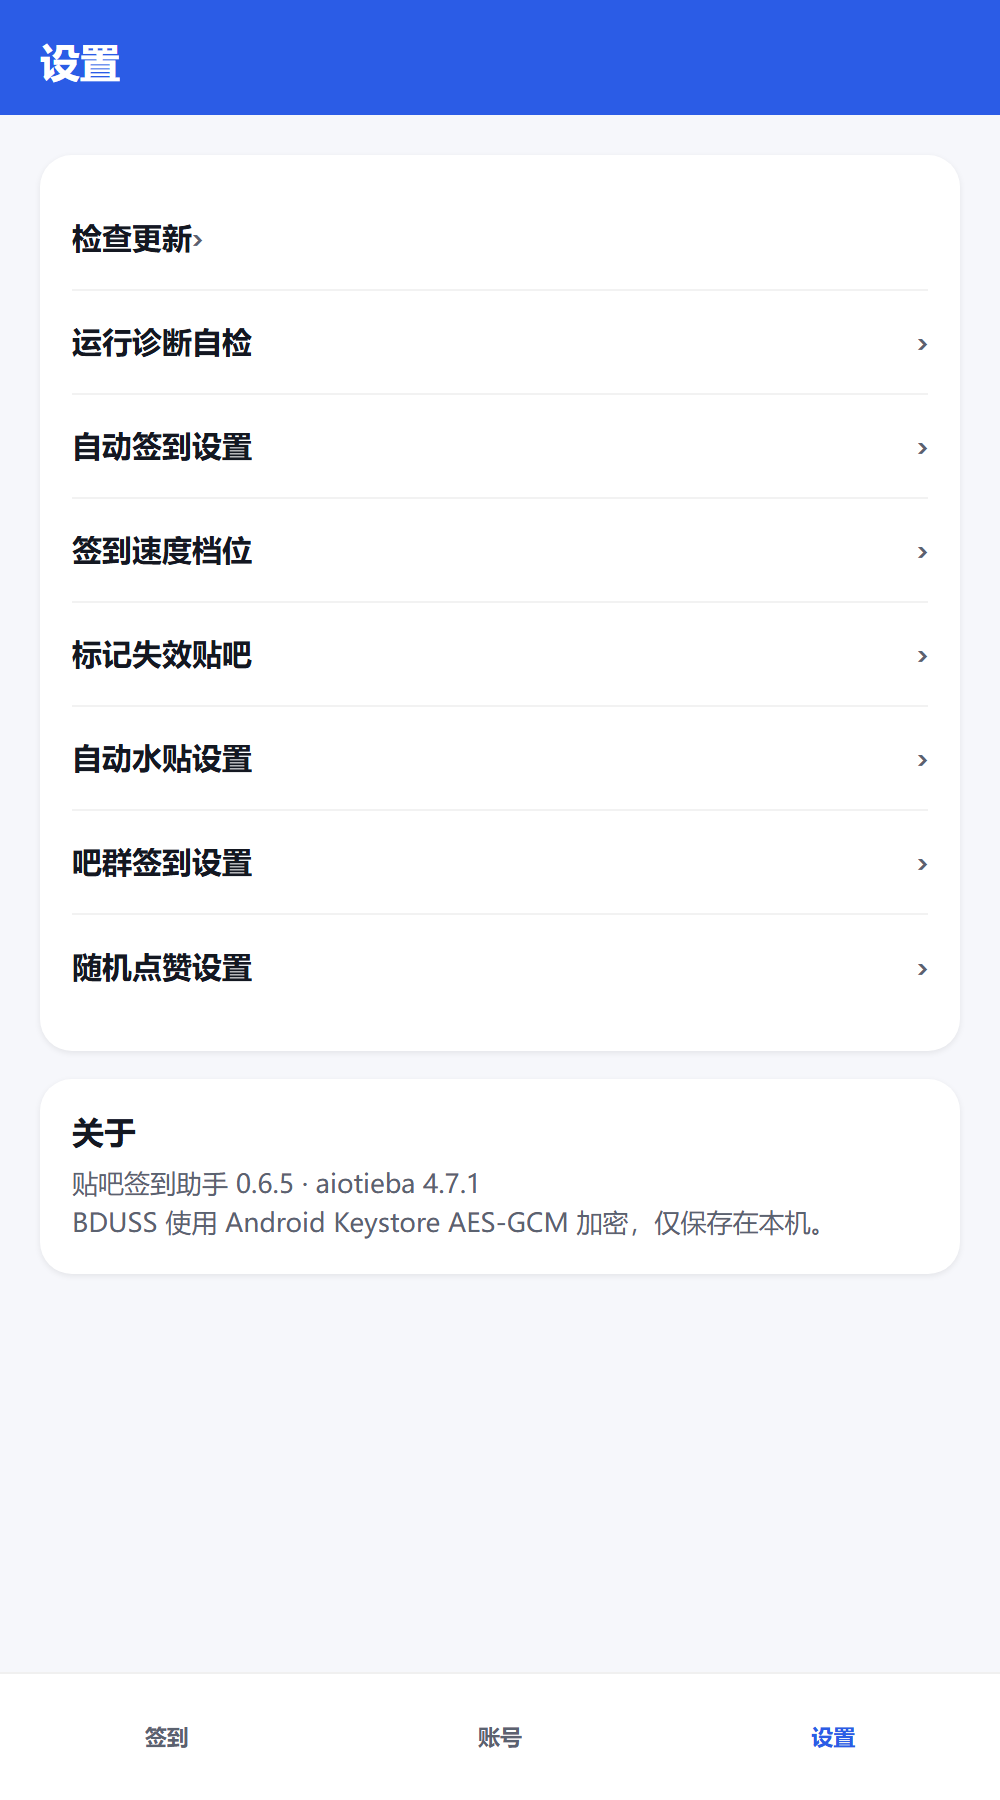 设置
检查更新›
运行诊断自检 ›
自动签到设置 ›
签到速度档位 ›
标记失效贴吧 ›
自动水贴设置 ›
吧群签到设置 ›
随机点赞设置 ›
关于
贴吧签到助手 0.6.5 · aiotieba 4.7.1
BDUSS 使用 Android Keystore AES-GCM 加密，仅保存在本机。
签到 账号 设置